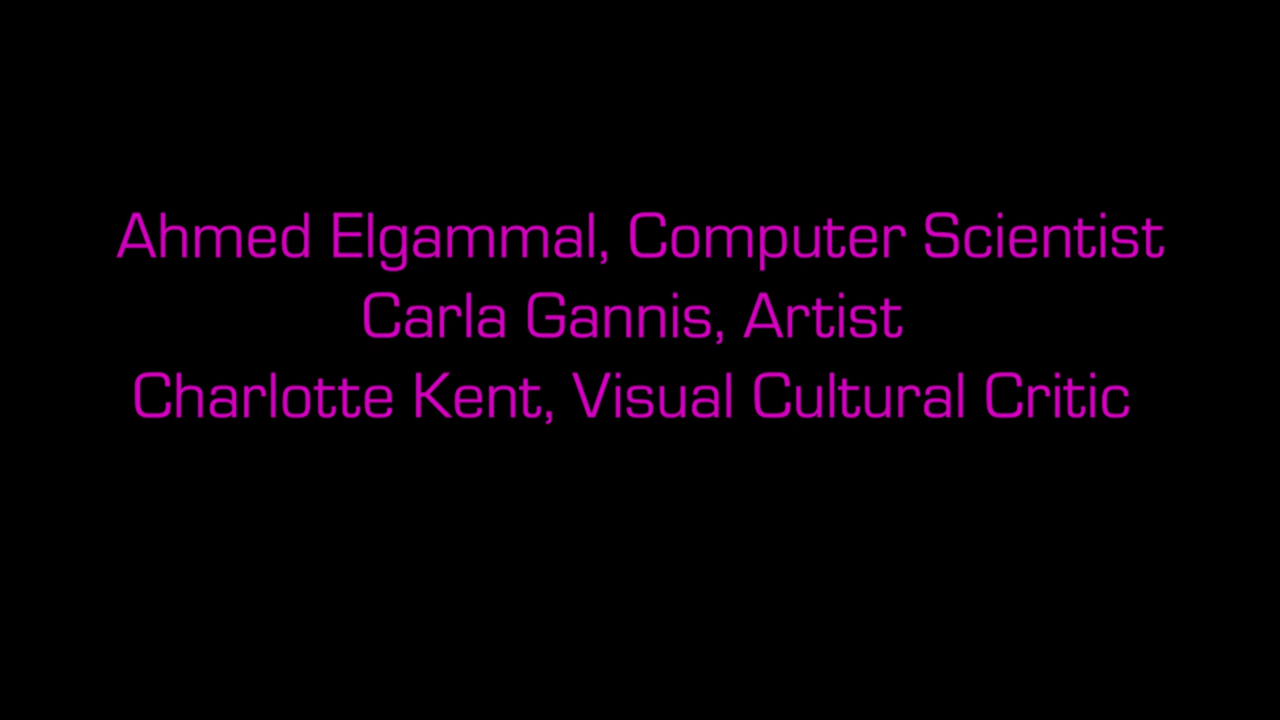 Ahmed Elgammal, Computer Scientist
Carla Gannis, Artist
Charlotte Kent, Visual Cultural Critic